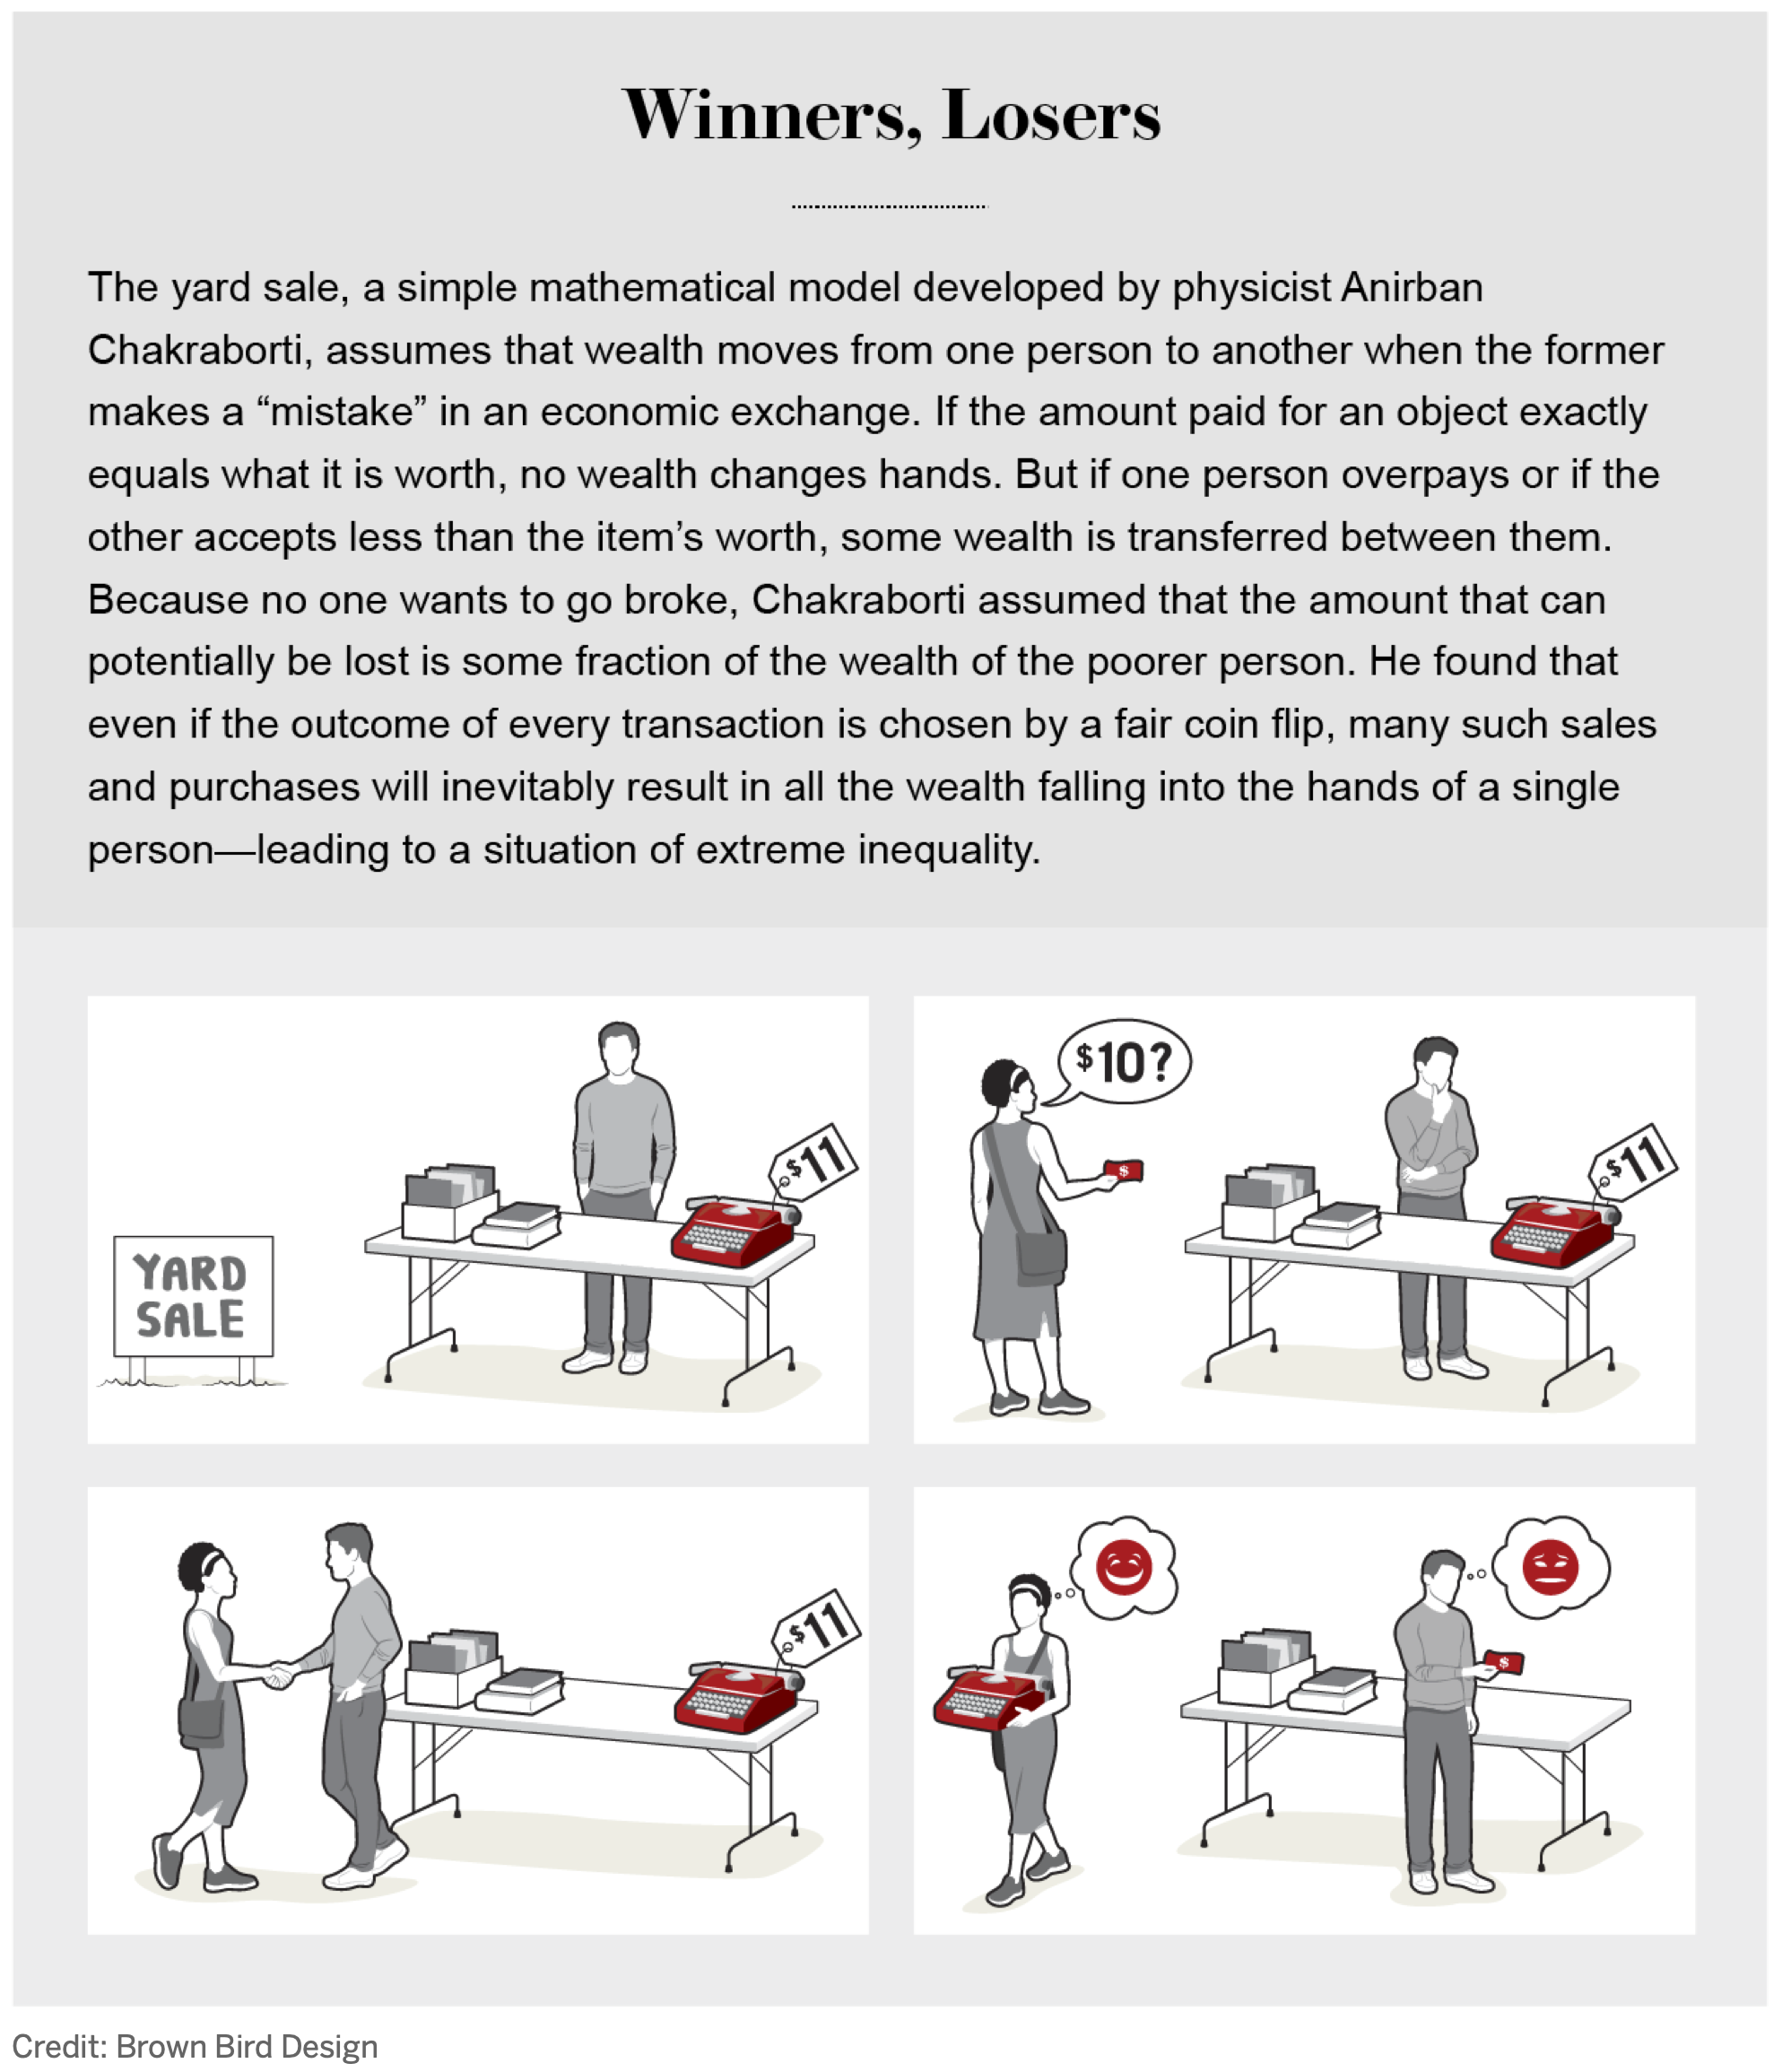 Winners, Losers
The yard sale, a simple mathematical model developed by physicist Anirban
Chakraborti, assumes that wealth moves from one person to another when the former
makes a “mistake” in an economic exchange. If the amount paid for an object exactly
equals what it is worth, no wealth changes hands. But if one person overpays or if the
other accepts less than the item’s worth, some wealth is transferred between them.
Because no one wants to go broke, Chakraborti assumed that the amount that can
potentially be lost is some fraction of the wealth of the poorer person. He found that
even if the outcome of every transaction is chosen by a fair coin flip, many such sales
and purchases will inevitably result in all the wealth falling into the hands of a single
person—leading to a situation of extreme inequality.
$11
YARD
SALE
$10?
$
$11
$11
$
Credit: Brown Bird Design